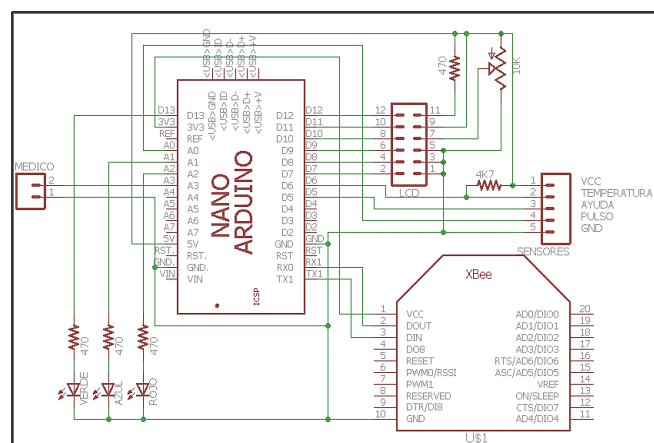 <USB>GND
<USB>ID
<USB>D-
<USB>D+
<USB>+V
<USB>GND
<USB>ID
<USB>D-
<USB>D+
<USB>+V
D13
3V3
REF
A0
A1
A2
A3
A4
A5
A6
A7
5V
RST.
GND.
VIN
D13
3V3
REF
A0
A1
A2
A3
A4
A5
A6
A7
5V
RST.
GND.
VIN
NANO
ARDUINO
ICSP
D12
D11
D10
D9
D8
D7
D6
D5
D4
D3
D2
GND
RST
RX0
TX1
D12
D11
D10
D9
D8
D7
D6
D5
D4
D3
D2
GND
RST
RX1
TX1
MEDICO
2
1
12
10
8
6
4
2
11
9
7
5
3
1
LCD
470
10K
4K7
1
2
3
4
5
VCC
TEMPERATURA
AYUDA
PULSO
GND
SENSORES
XBee
1
2
3
4
5
6
7
8
9
10
VCC
DOUT
DIN
DO8
RESET
PWM0/RSSI
PWM1
RESERVED
DTR/DI8
GND
AD0/DIO0
AD1/DIO1
AD2/DIO2
AD3/DIO3
RTS/AD6/DIO6
ASC/AD5/DIO5
VREF
ON/SLEEP
CTS/DIO7
AD4/DIO4
20
19
18
17
16
15
14
13
12
11
U$1
470
470
470
VERDE
AZUL
ROJO